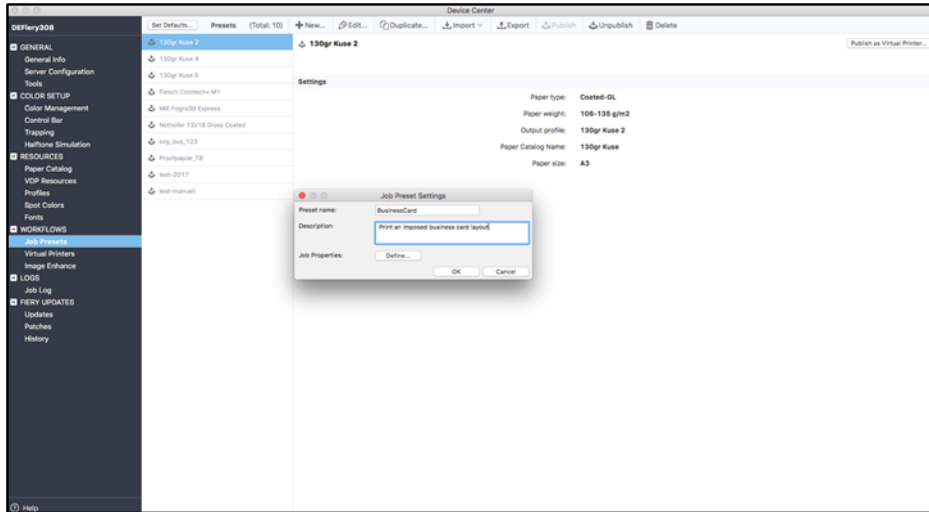 Device Center
DEFiery308
Set Defaults... Presets (Total: 10) New... Edit... Duplicate... Import Export Publish Unpublish Delete
GENERAL
General Info
Server Configuration
Tools
COLOR SETUP
Color Management
Control Bar
Trapping
Halftone Simulation
RESOURCES
Paper Catalog
VDP Resources
Profiles
Spot Colors
Fonts
WORKFLOWS
Job Presets
Virtual Printers
Image Enhance
LOGS
Job Log
FIERY UPDATES
Updates
Patches
History
Help
130gr Kuse 2
130gr Kuse 4
130gr Kuse 5
Flesch Colotech+ M1
MIE Fogra39 Express
Nothofer 12x18 Gloss Coated
Proofpapier_78
test-2017
test-manuell
130gr Kuse 2
Publish as Virtual Printer...
Settings
Paper type: Coated-GL
Paper weight: 106-135 g/m2
Output profile: 130gr Kuse 2
Paper Catalog Name: 130gr Kuse
Paper size: A3
Job Preset Settings
Preset name: BusinessCard
Description: Print an imposed business card layout
Job Properties: Define...
OK Cancel